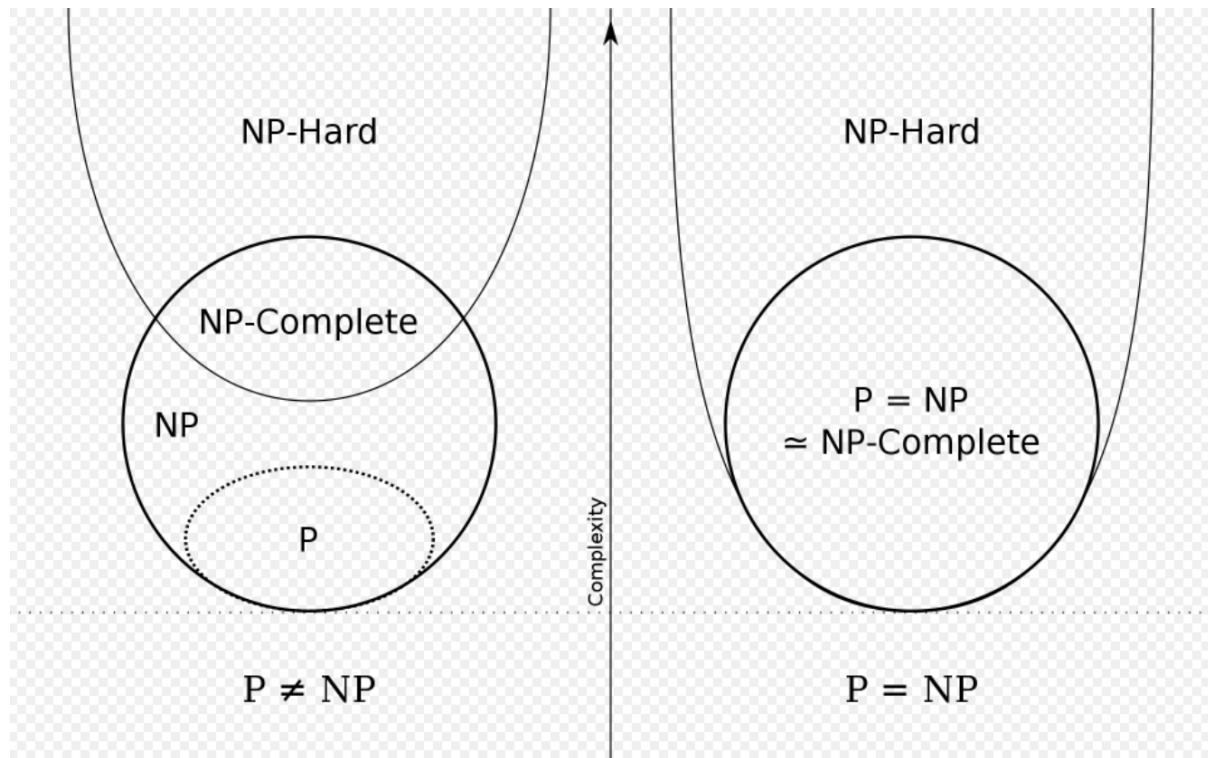 NP-Hard
NP-Complete
NP
P
P ≠ NP
Complexity
NP-Hard
P = NP
≃ NP-Complete
P = NP